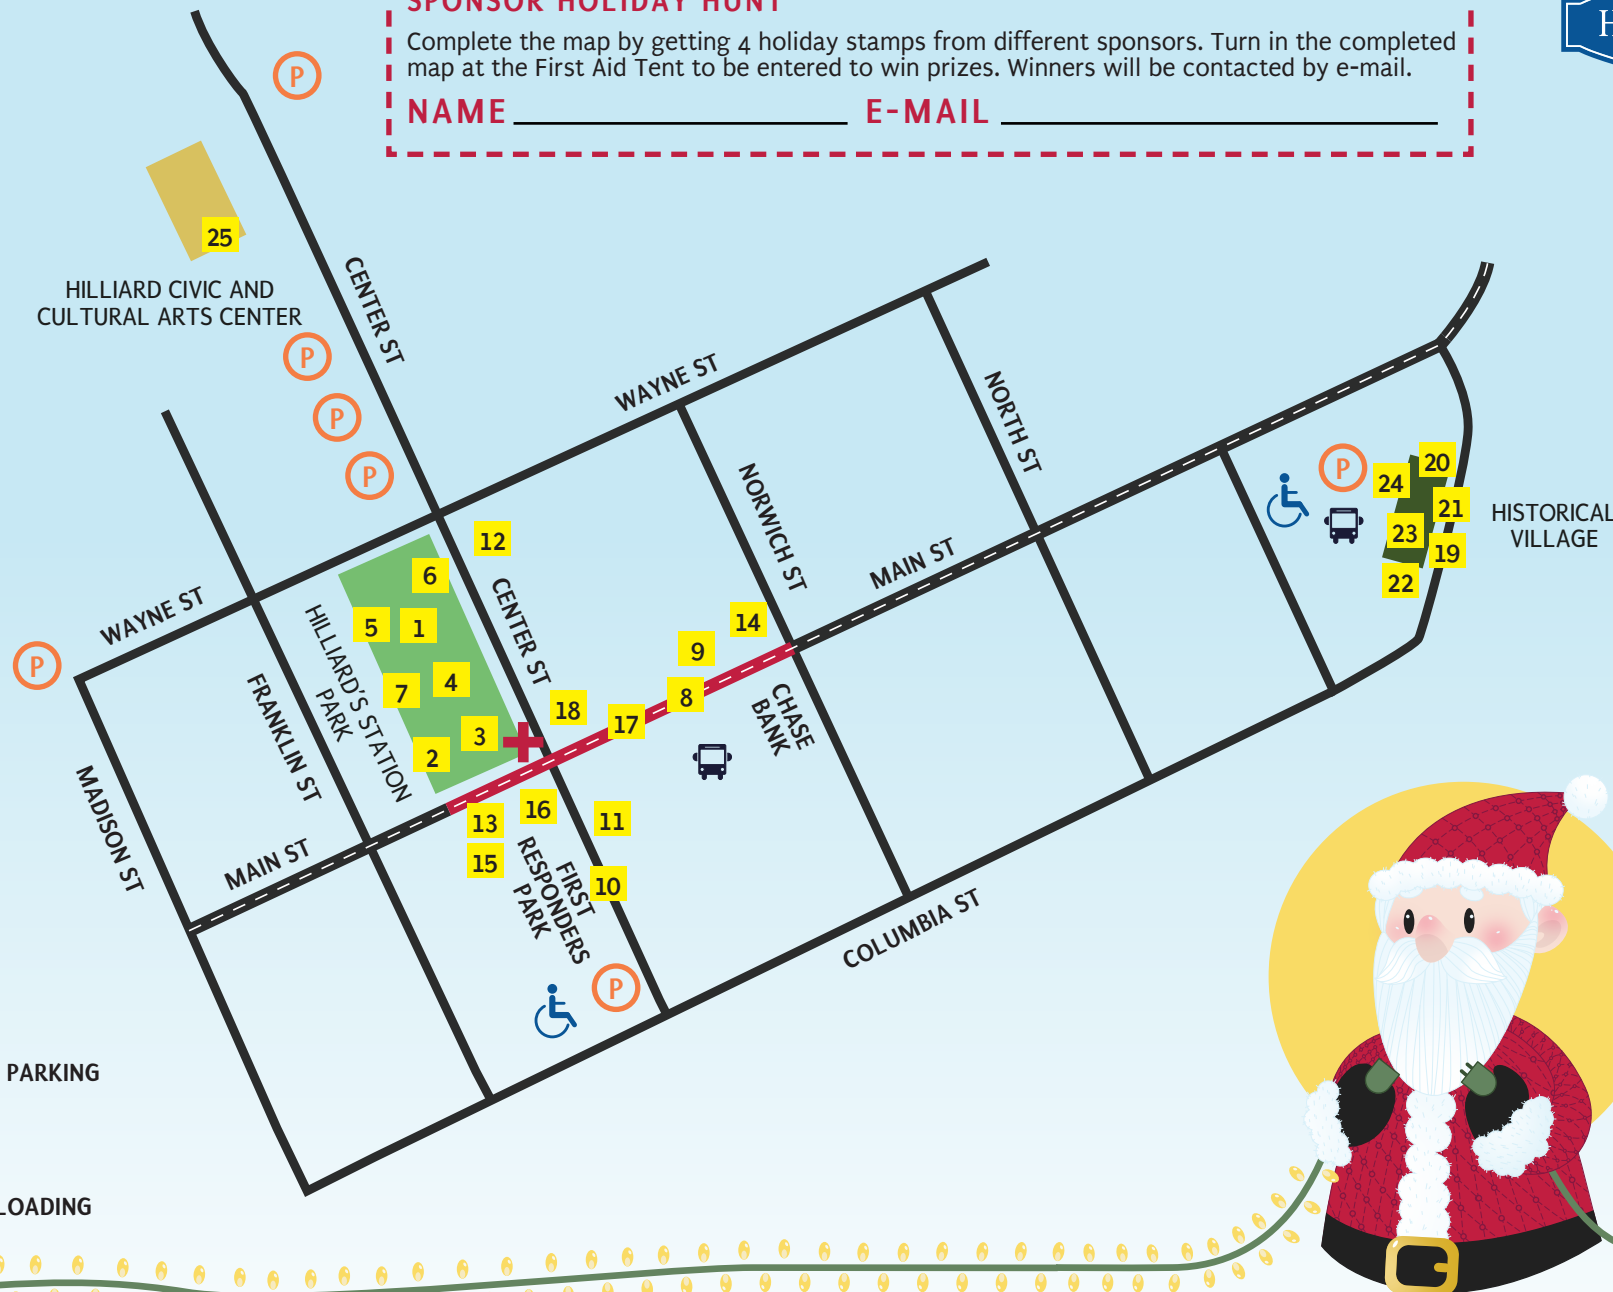 SPONSOR HOLIDAY HUNT
Complete the map by getting 4 holiday stamps from different sponsors. Turn in the completed
map at the First Aid Tent to be entered to win prizes. Winners will be contacted by e-mail.
NAME E-MAIL
H
P
25
HILLIARD CIVIC AND
CULTURAL ARTS CENTER
CENTER ST
P
P
P
WAYNE ST
NORTH ST
NORWICH ST
MAIN ST
P
20
24
21
23
19
22
HISTORICAL
VILLAGE
12
6
5
1
7
4
3
2
CENTER ST
HILLIARD'S STATION
PARK
WAYNE ST
P
FRANKLIN ST
MADISON ST
MAIN ST
14
9
8
17
18
CHASE
BANK
13
16
11
15
10
FIRST
RESPONDERS
PARK
P
COLUMBIA ST
PARKING
LOADING